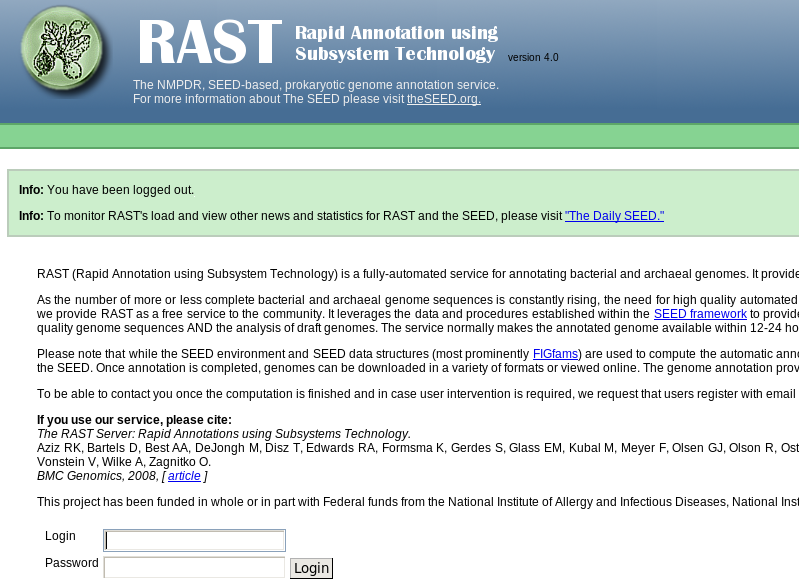 RAST Rapid Annotation using
Subsystem Technology version 4.0
The NMPDR, SEED-based, prokaryotic genome annotation service.
For more information about The SEED please visit theSEED.org.
Info: You have been logged out.
Info: To monitor RAST's load and view other news and statistics for RAST and the SEED, please visit "The Daily SEED."
RAST (Rapid Annotation using Subsystem Technology) is a fully-automated service for annotating bacterial and archaeal genomes. It provide
As the number of more or less complete bacterial and archaeal genome sequences is constantly rising, the need for high quality automated
we provide RAST as a free service to the community. It leverages the data and procedures established within the SEED framework to provide
quality genome sequences AND the analysis of draft genomes. The service normally makes the annotated genome available within 12-24 ho
Please note that while the SEED environment and SEED data structures (most prominently FIGfams) are used to compute the automatic anno
the SEED. Once annotation is completed, genomes can be downloaded in a variety of formats or viewed online. The genome annotation prov
To be able to contact you once the computation is finished and in case user intervention is required, we request that users register with email
If you use our service, please cite:
The RAST Server: Rapid Annotations using Subsystems Technology.
Aziz RK, Bartels D, Best AA, DeJongh M, Disz T, Edwards RA, Formsma K, Gerdes S, Glass EM, Kubal M, Meyer F, Olsen GJ, Olson R, Ost
Vonstein V, Wilke A, Zagnitko O.
BMC Genomics, 2008, [ article ]
This project has been funded in whole or in part with Federal funds from the National Institute of Allergy and Infectious Diseases, National Inst
Login
Password Login